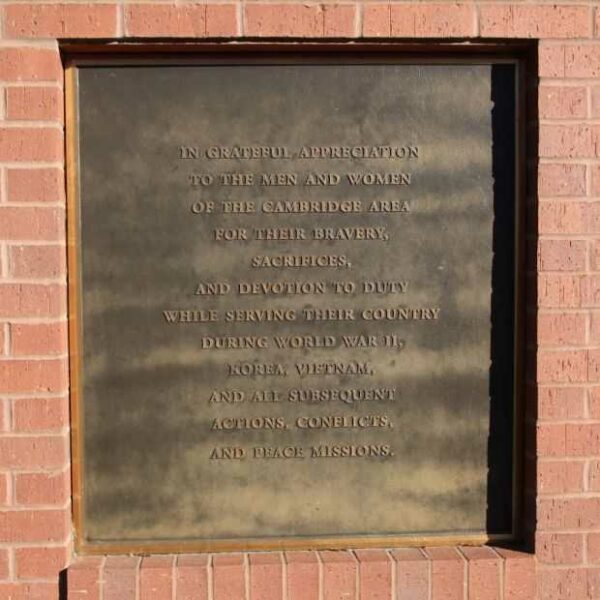 IN GRATEFUL APPRECIATION
TO THE MEN AND WOMEN
OF THE CAMBRIDGE AREA
FOR THEIR BRAVERY,
SACRIFICES,
AND DEVOTION TO DUTY
WHILE SERVING THEIR COUNTRY
DURING WORLD WAR II,
KOREA, VIETNAM,
AND ALL SUBSEQUENT
ACTIONS, CONFLICTS,
AND PEACE MISSIONS.